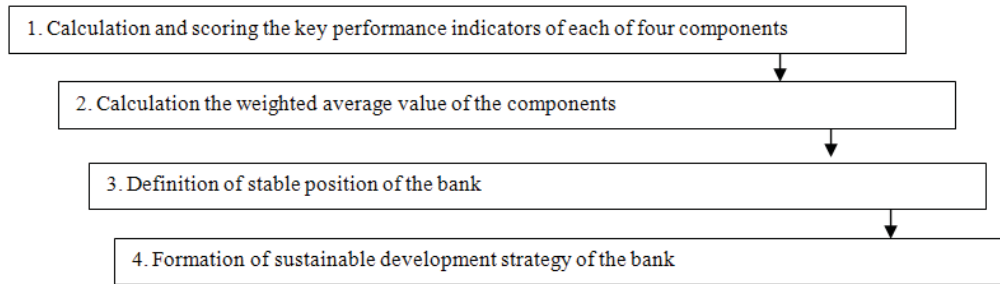 1. Calculation and scoring the key performance indicators of each of four components
2. Calculation the weighted average value of the components
3. Definition of stable position of the bank
4. Formation of sustainable development strategy of the bank